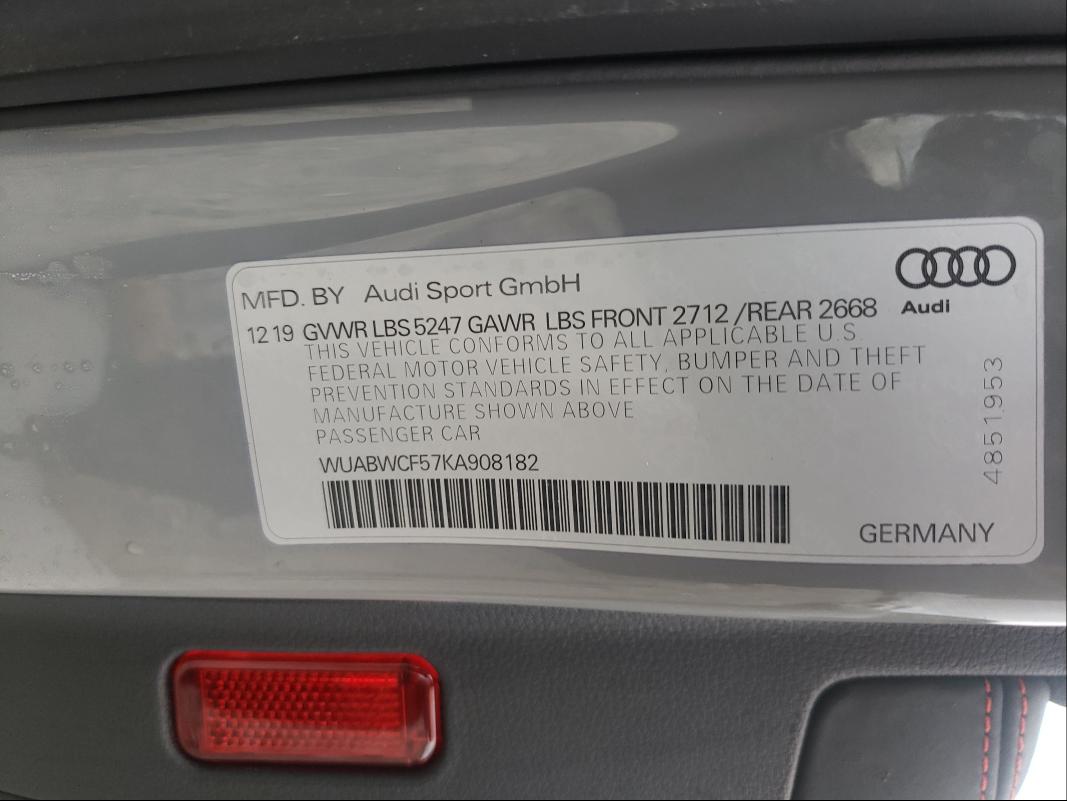 MFD. BY Audi Sport GmbH
Audi
12 19 GVWR LBS 5247 GAWR LBS FRONT 2712 /REAR 2668
THIS VEHICLE CONFORMS TO ALL APPLICABLE U.S.
FEDERAL MOTOR VEHICLE SAFETY, BUMPER AND THEFT
PREVENTION STANDARDS IN EFFECT ON THE DATE OF
MANUFACTURE SHOWN ABOVE
PASSENGER CAR
WUABWCF57KA908182
4851953
GERMANY